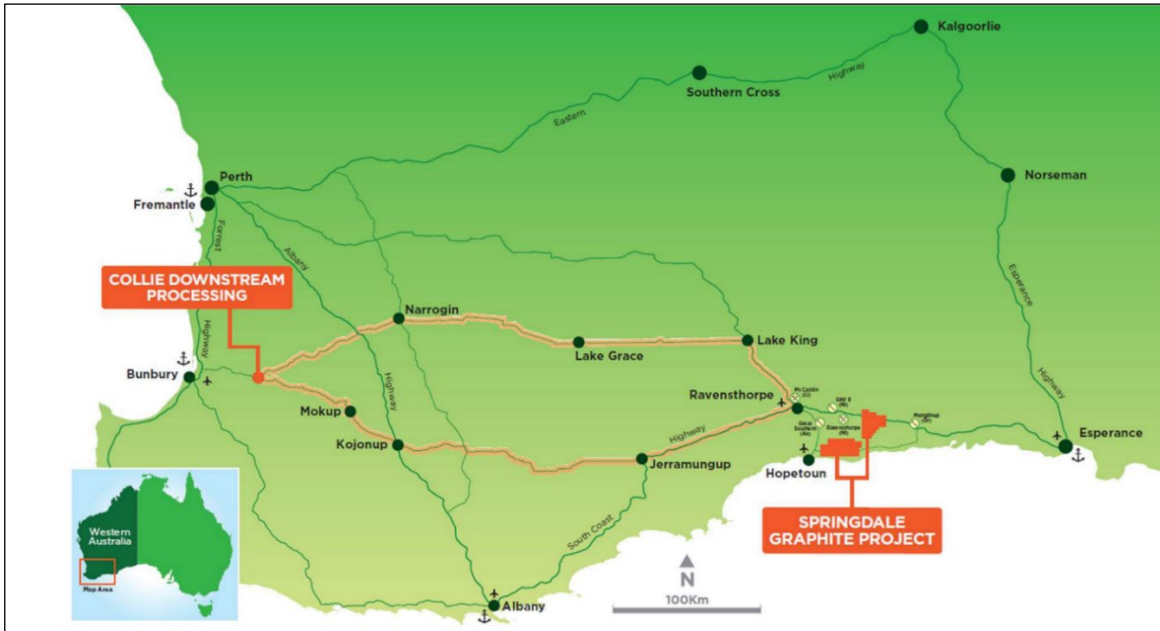 Kalgoorlie
Highway
Southern Cross
Eastern
Perth
Norseman
Fremantle
Forrest
Albany
Esperance
COLLIE DOWNSTREAM
PROCESSING
Narrogin
Highway
Lake King
Lake Grace
Bunbury
Highway
Highway
Ravensthorpe
Mokup
Kojonup
Highway
Esperance
Jerramungup
Hopetoun
Western
Australia
Map Area
South Coast
SPRINGDALE
GRAPHITE PROJECT
N
100Km
Albany